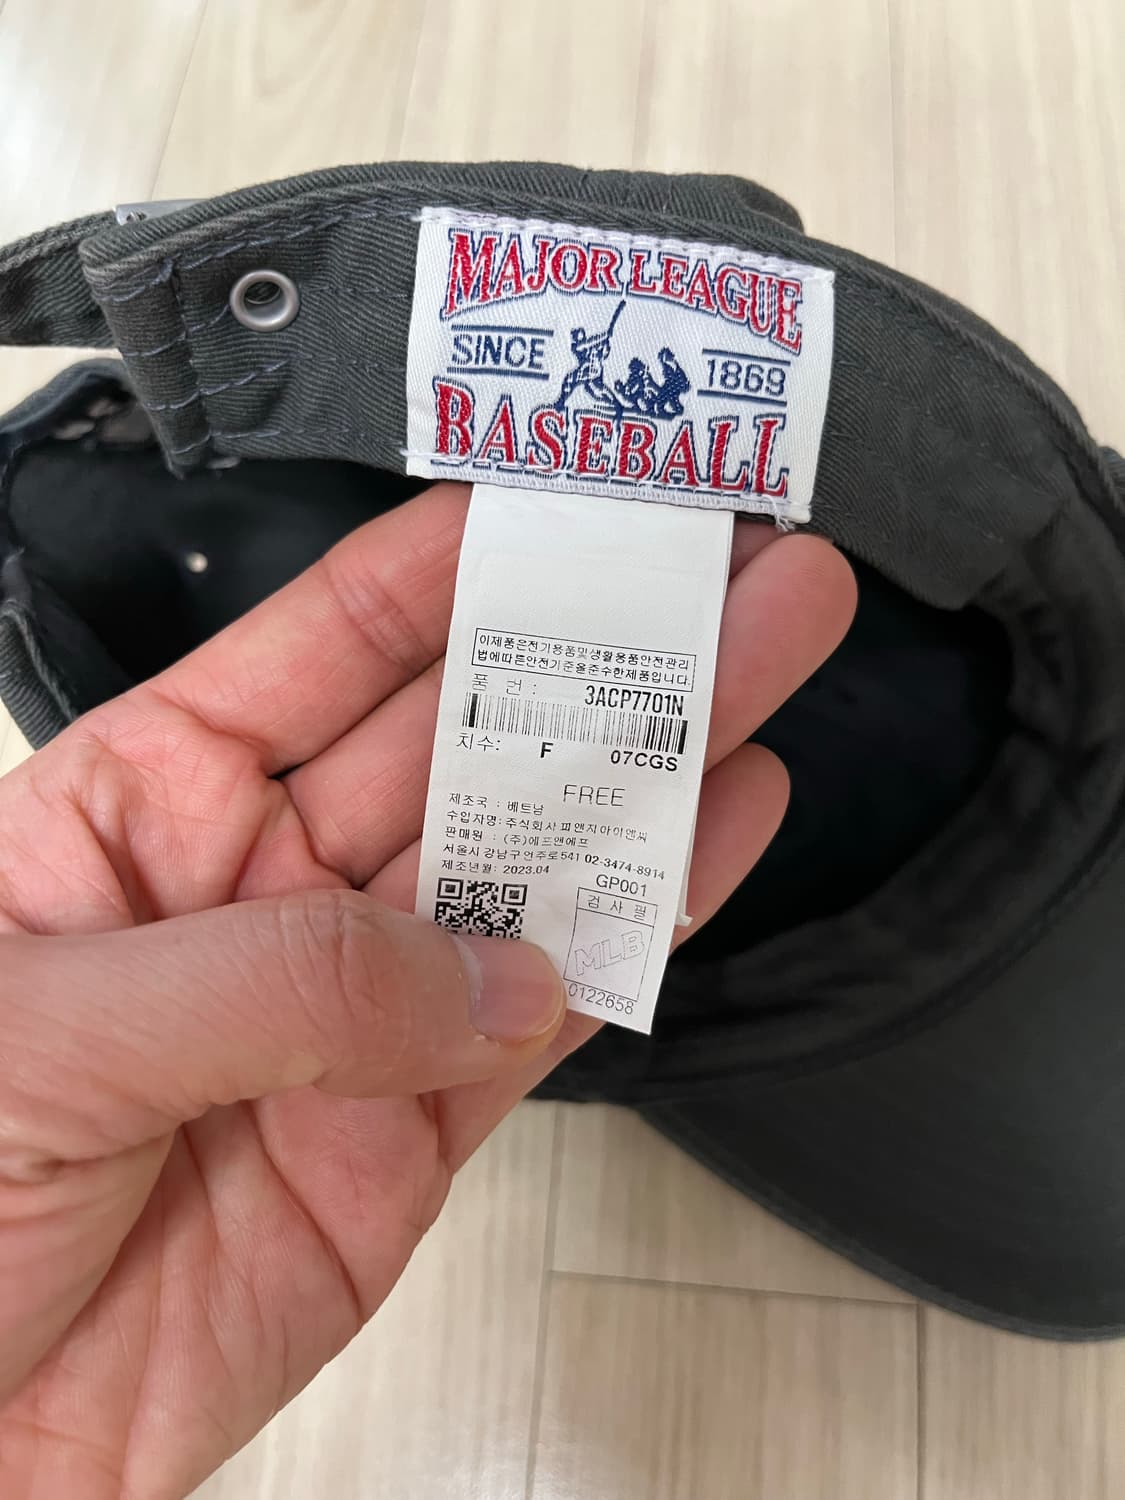 MAJOR LEAGUE
SINCE 1869
BASEBALL
이제품은전기용품및생활용품안전관리
법에따른안전기준을준수한제품입니다.
품 번 : 3ACP7701N
치수: F 07CGS
FREE
제조국 : 베트남
수입자명: 주식회사 피앤지아이엔씨
판매원 : (주)에프앤에프
서울시 강남구 언주로 541 02-3474-8914
제조년월: 2023.04
GP001
검 사 필
MLB
0122658